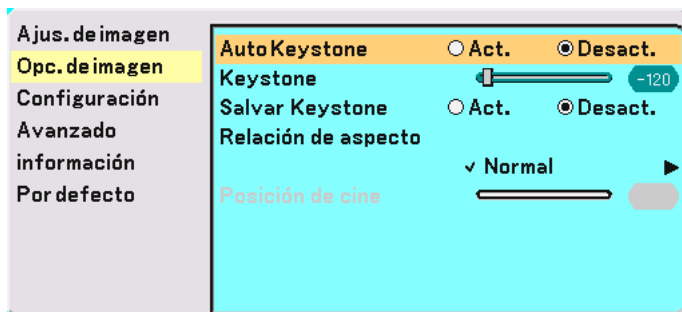 Ajus. de imagen
Opc. de imagen
Configuración
Avanzado
información
Por defecto
Auto Keystone Act. Desact.
Keystone -120
Salvar Keystone Act. Desact.
Relación de aspecto
✓ Normal
Posición de cine